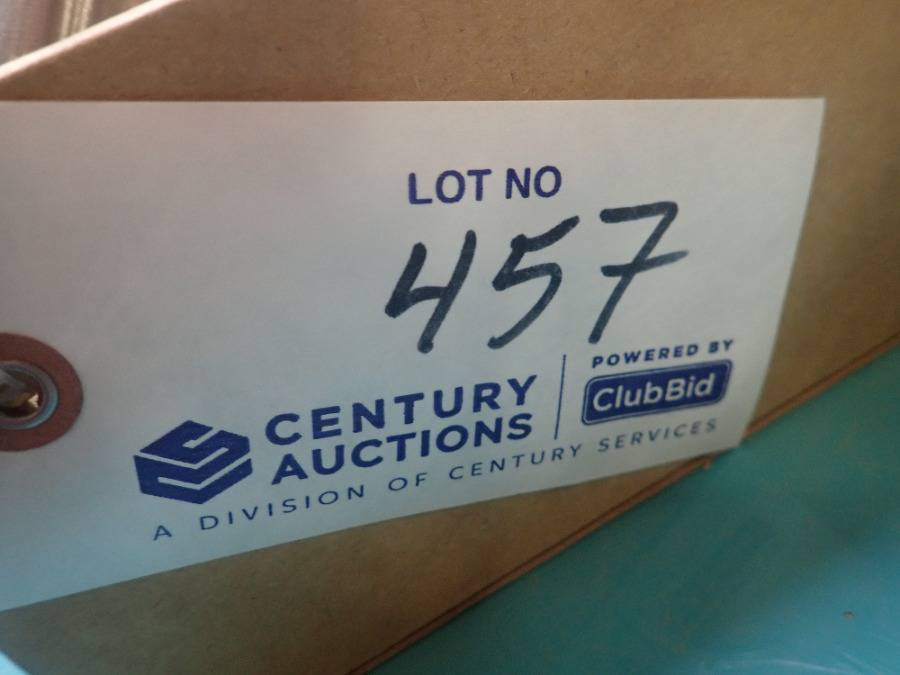 LOT NO
457
CENTURY
AUCTIONS
POWERED BY
ClubBid
A DIVISION OF CENTURY SERVICES